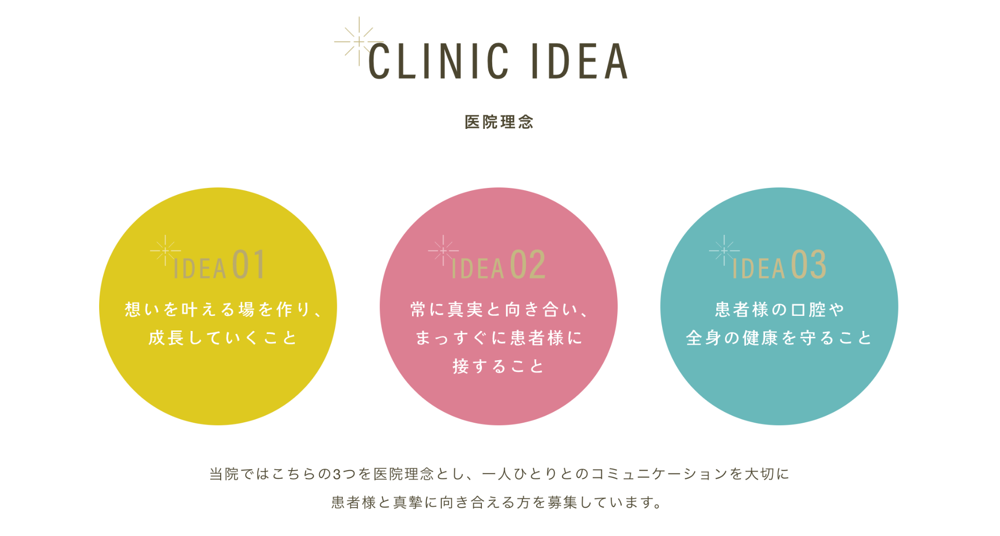 CLINIC IDEA
医院理念
IDEA 01
想いを叶える場を作り、
成長していくこと
IDEA 02
常に真実と向き合い、
まっすぐに患者様に
接すること
IDEA 03
患者様の口腔や
全身の健康を守ること
当院ではこちらの3つを医院理念とし、一人ひとりとのコミュニケーションを大切に
患者様と真摯に向き合える方を募集しています。